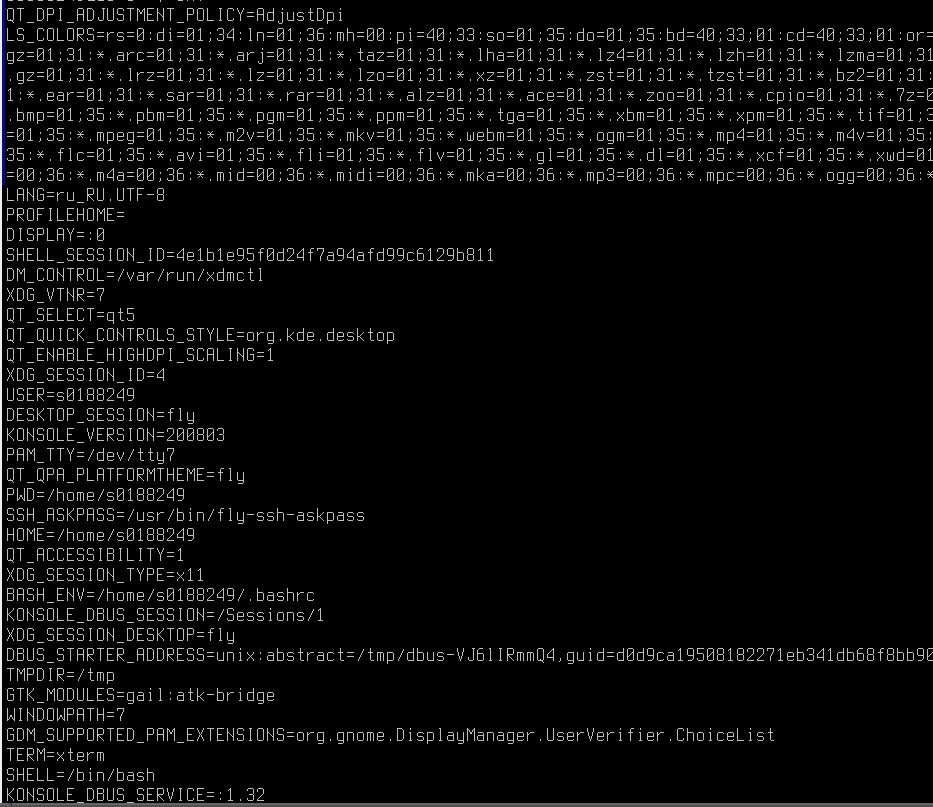 QT_DPI_ADJUSTMENT_POLICY=AdjustDpi
LS_COLORS=rs=0:di=01;34:ln=01;36:mh=00:pi=40;33:so=01;35:do=01;35:bd=40;33;01:cd=40;33;01:or=
gz=01;31:*.arc=01;31:*.arj=01;31:*.taz=01;31:*.lha=01;31:*.lz4=01;31:*.lzh=01;31:*.lzma=01;31
.gz=01;31:*.lrz=01;31:*.lz=01;31:*.lzo=01;31:*.xz=01;31:*.zst=01;31:*.tzst=01;31:*.bz2=01;31:
1:*.ear=01;31:*.sar=01;31:*.rar=01;31:*.alz=01;31:*.ace=01;31:*.zoo=01;31:*.cpio=01;31:*.7z=0
.bmp=01;35:*.pbm=01;35:*.pgm=01;35:*.ppm=01;35:*.tga=01;35:*.xbm=01;35:*.xpm=01;35:*.tif=01;3
=01;35:*.mpeg=01;35:*.m2v=01;35:*.mkv=01;35:*.webm=01;35:*.ogm=01;35:*.mp4=01;35:*.m4v=01;35:
35:*.flc=01;35:*.avi=01;35:*.fli=01;35:*.flv=01;35:*.gl=01;35:*.dl=01;35:*.xcf=01;35:*.xwd=01
=00;36:*.m4a=00;36:*.mid=00;36:*.midi=00;36:*.mka=00;36:*.mp3=00;36:*.mpc=00;36:*.ogg=00;36:*
LANG=ru_RU.UTF-8
PROFILEHOME=
DISPLAY=:0
SHELL_SESSION_ID=4e1b1e95f0d24f7a94afd99c6129b811
DM_CONTROL=/var/run/xdmctl
XDG_VTNR=7
QT_SELECT=qt5
QT_QUICK_CONTROLS_STYLE=org.kde.desktop
QT_ENABLE_HIGHDPI_SCALING=1
XDG_SESSION_ID=4
USER=s0188249
DESKTOP_SESSION=fly
KONSOLE_VERSION=200803
PAM_TTY=/dev/tty7
QT_QPA_PLATFORMTHEME=fly
PWD=/home/s0188249
SSH_ASKPASS=/usr/bin/fly-ssh-askpass
HOME=/home/s0188249
QT_ACCESSIBILITY=1
XDG_SESSION_TYPE=x11
BASH_ENV=/home/s0188249/.bashrc
KONSOLE_DBUS_SESSION=/Sessions/1
XDG_SESSION_DESKTOP=fly
DBUS_STARTER_ADDRESS=unix:abstract=/tmp/dbus-VJ6lIRmmQ4,guid=d0d9ca19508182271eb341db68f8bb90
TMPDIR=/tmp
GTK_MODULES=gail:atk-bridge
WINDOWPATH=7
GDM_SUPPORTED_PAM_EXTENSIONS=org.gnome.DisplayManager.UserVerifier.ChoiceList
TERM=xterm
SHELL=/bin/bash
KONSOLE_DBUS_SERVICE=:1.32